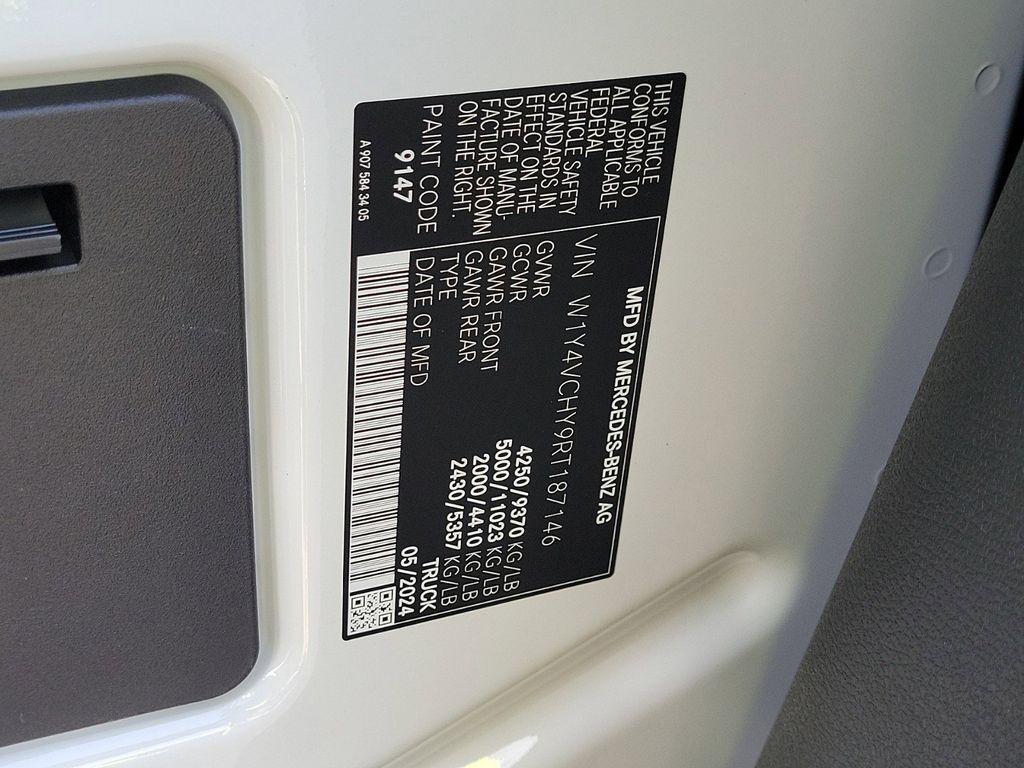 MFD BY MERCEDES-BENZ AG
THIS VEHICLE
CONFORMS TO
ALL APPLICABLE
FEDERAL
VEHICLE SAFETY
STANDARDS IN
EFFECT ON THE
DATE OF MANU-
FACTURE SHOWN
ON THE RIGHT.
PAINT CODE
9147
A 907 584 34 05
VIN W1Y4VCHY9RT187146
GVWR 4250/9370 KG/LB
GCWR 5000/11023 KG/LB
GAWR FRONT 2000/4410 KG/LB
GAWR REAR 2430/5357 KG/LB
TYPE TRUCK
DATE OF MFD 05/2024